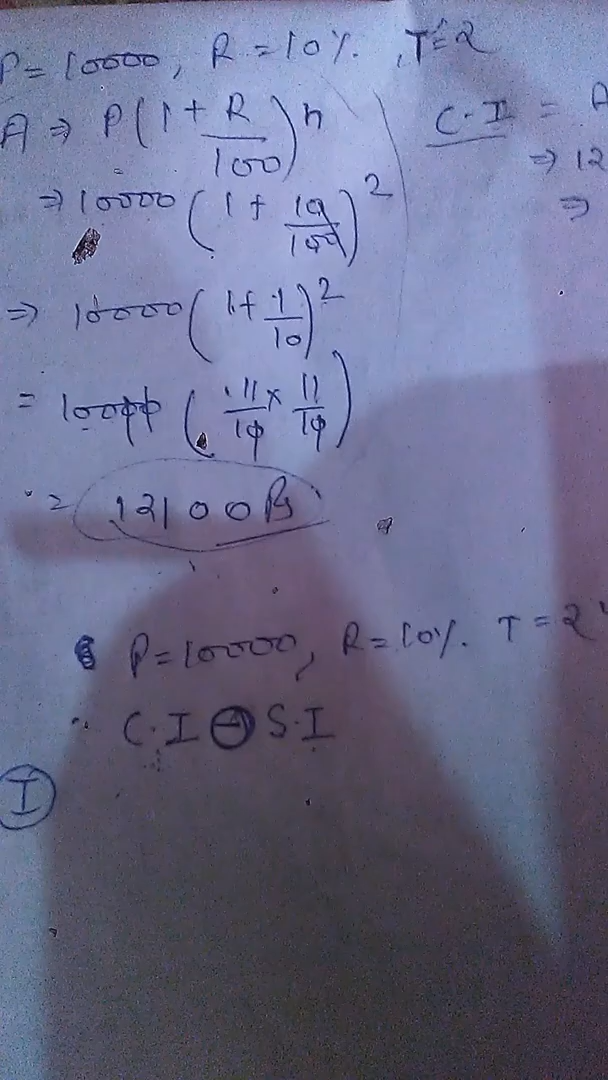 P = 10000, R = 10%. , T = 2
A ⇒ P(1 + R/100)^n
⇒ 10000 (1 + 10/100)^2
⇒ 10000 (1 + 1/10)^2
= 10000 (11/10 × 11/10)
= 12100 Rs
C.I = A
⇒ 12
⇒
P = 10000, R = 10%. T = 2
C.I - S.I
I